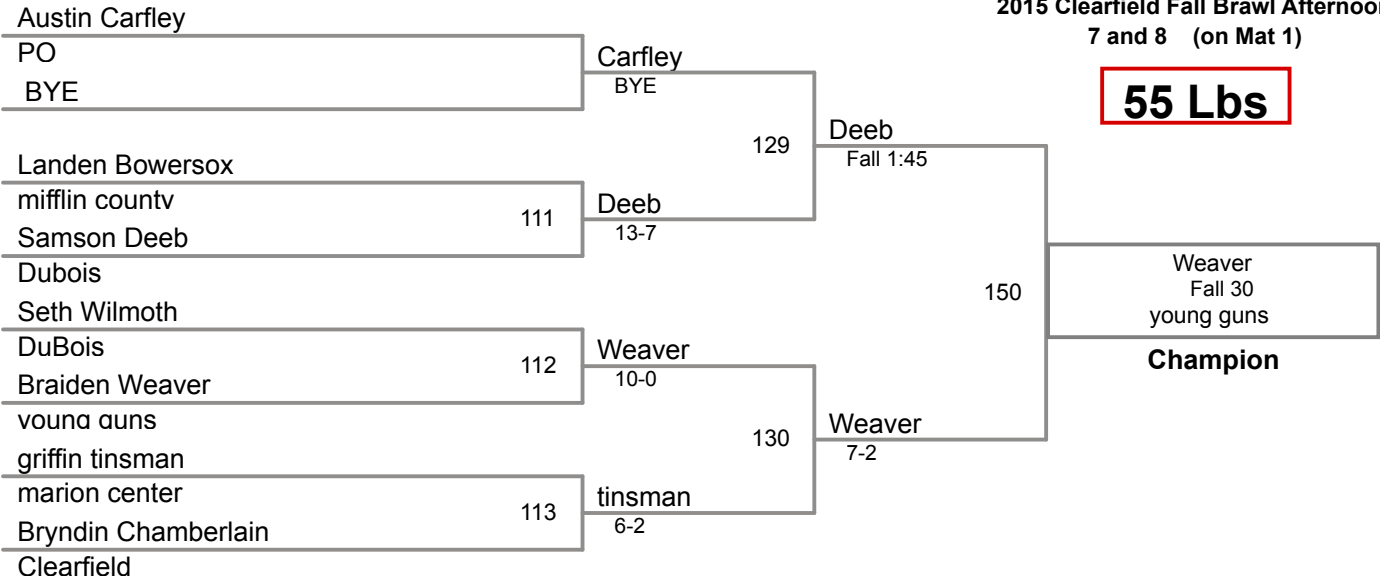 2015 Clearfield Fall Brawl Afternoon
7 and 8 (on Mat 1)
55 Lbs
Austin Carfley
PO
BYE
Landen Bowersox
mifflin county
Samson Deeb
Dubois
Seth Wilmoth
DuBois
Braiden Weaver
young guns
griffin tinsman
marion center
Bryndin Chamberlain
Clearfield
111
112
113
Carfley
BYE
Deeb
13-7
Weaver
10-0
tinsman
6-2
129
130
Deeb
Fall 1:45
Weaver
7-2
150
Weaver
Fall 30
young guns
Champion